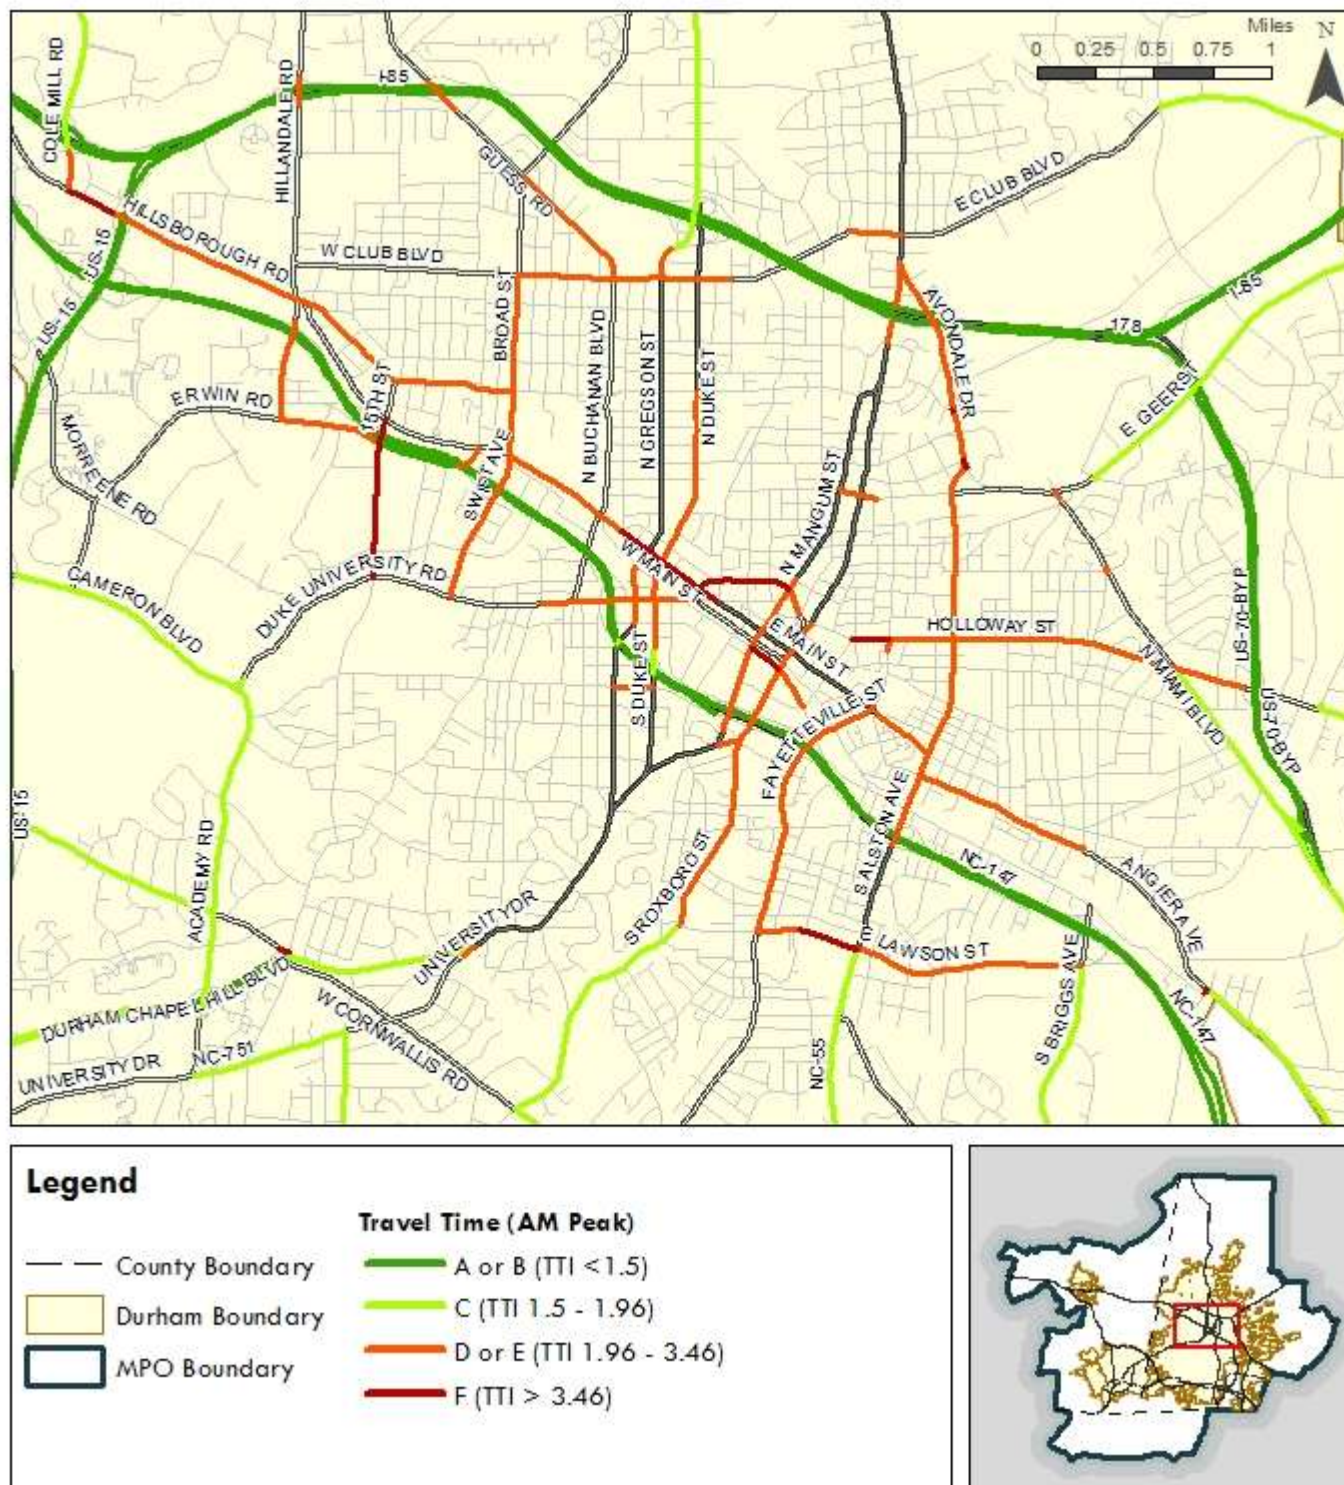 Miles
N
0 0.25 0.5 0.75 1
COLE MILL RD
HILLANDALE RD
I-85
GUESS RD
E CLUB BLVD
HILLSBOROUGH RD
US-15
W CLUB BLVD
BROAD ST
N BUCHANAN BLVD
N GREGSON ST
N DUKE ST
AVONDALE DR
178
I-85
US-15
ERWIN RD
15TH ST
E GEER ST
MORREENE RD
SWIFT AVE
N MANGUM ST
W MAIN ST
DUKE UNIVERSITY RD
CAMERON BLVD
E MAIN ST
HOLLOWAY ST
US-70-BYP
N MIAMI BLVD
S DUKE ST
FAYETTEVILLE ST
US-70-BYP
US-15
ACADEMY RD
S ROXBORO ST
S ALSTON AVE
NC-147
ANGIER AVE
UNIVERSITY DR
E LAWSON ST
S BRIGGS AVE
DURHAM CHAPEL HILL BLVD
W CORNWALLIS RD
NC-147
NC-751
UNIVERSITY DR
NC-55
Legend
Travel Time (AM Peak)
County Boundary
Durham Boundary
MPO Boundary
A or B (TTI <1.5)
C (TTI 1.5 - 1.96)
D or E (TTI 1.96 - 3.46)
F (TTI > 3.46)